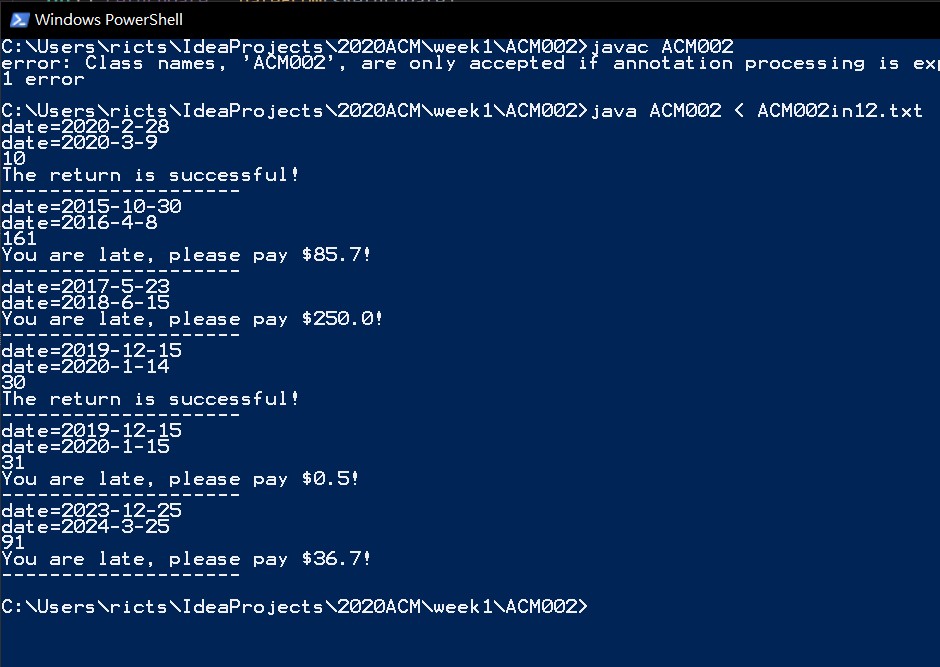 Windows PowerShell
C:\Users\ricts\IdeaProjects\2020ACM\week1\ACM002>javac ACM002
error: Class names, 'ACM002', are only accepted if annotation processing is
1 error
C:\Users\ricts\IdeaProjects\2020ACM\week1\ACM002>java ACM002 < ACM002in12.txt
date=2020-2-28
date=2020-3-9
10
The return is successful!
--------------------
date=2015-10-30
date=2016-4-8
161
You are late, please pay $85.7!
--------------------
date=2017-5-23
date=2018-6-15
You are late, please pay $250.0!
--------------------
date=2019-12-15
date=2020-1-14
30
The return is successful!
--------------------
date=2019-12-15
date=2020-1-15
31
You are late, please pay $0.5!
--------------------
date=2023-12-25
date=2024-3-25
91
You are late, please pay $36.7!
--------------------
C:\Users\ricts\IdeaProjects\2020ACM\week1\ACM002>